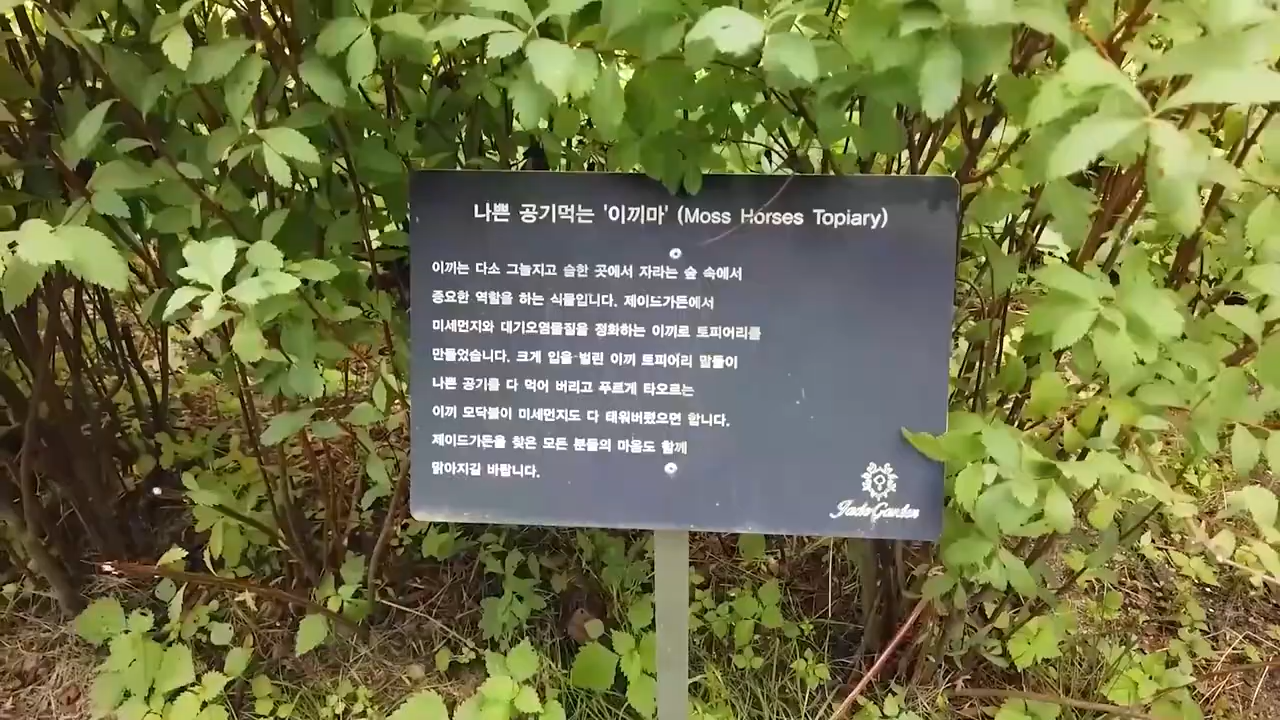 나쁜 공기먹는 '이끼마' (Moss Horses Topiary)
이끼는 다소 그늘지고 습한 곳에서 자라는 숲 속에서
중요한 역할을 하는 식물입니다. 제이드가든에서
미세먼지와 대기오염물질을 정화하는 이끼로 토피어리를
만들었습니다. 크게 입을 벌린 이끼 토피어리 말들이
나쁜 공기를 다 먹어 버리고 푸르게 타오르는
이끼 모닥불이 미세먼지도 다 태워버렸으면 합니다.
제이드가든을 찾은 모든 분들의 마음도 함께
맑아지길 바랍니다.
Jade Garden